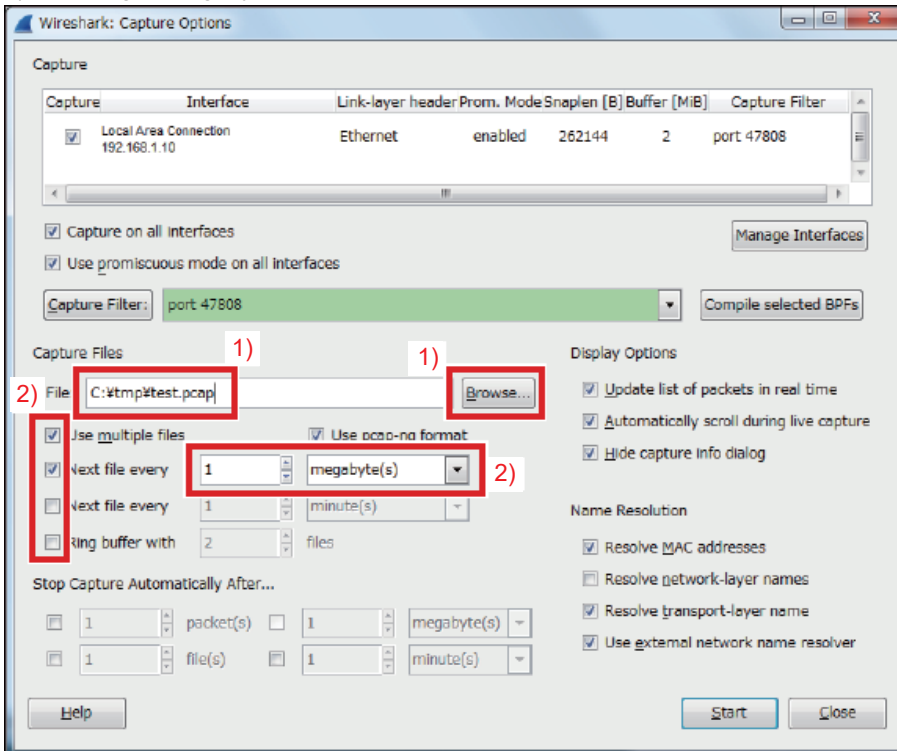 Wireshark: Capture Options
Capture
Capture Interface Link-layer header Prom. Mode Snaplen [B] Buffer [MiB] Capture Filter
Local Area Connection
192.168.1.10 Ethernet enabled 262144 2 port 47808
Capture on all interfaces
Manage Interfaces
Use promiscuous mode on all interfaces
Capture Filter: port 47808 Compile selected BPFs
Capture Files 1) 1) Display Options
2) File C:¥tmp¥test.pcap Browse... Update list of packets in real time
Use multiple files Use pcap-ng format Automatically scroll during live capture
Next file every 1 megabyte(s) 2) Hide capture info dialog
Next file every 1 minute(s) Name Resolution
Ring buffer with 2 files Resolve MAC addresses
Stop Capture Automatically After... Resolve network-layer names
1 packet(s) 1 megabyte(s) Resolve transport-layer name
1 file(s) 1 minute(s) Use external network name resolver
Help Start Close